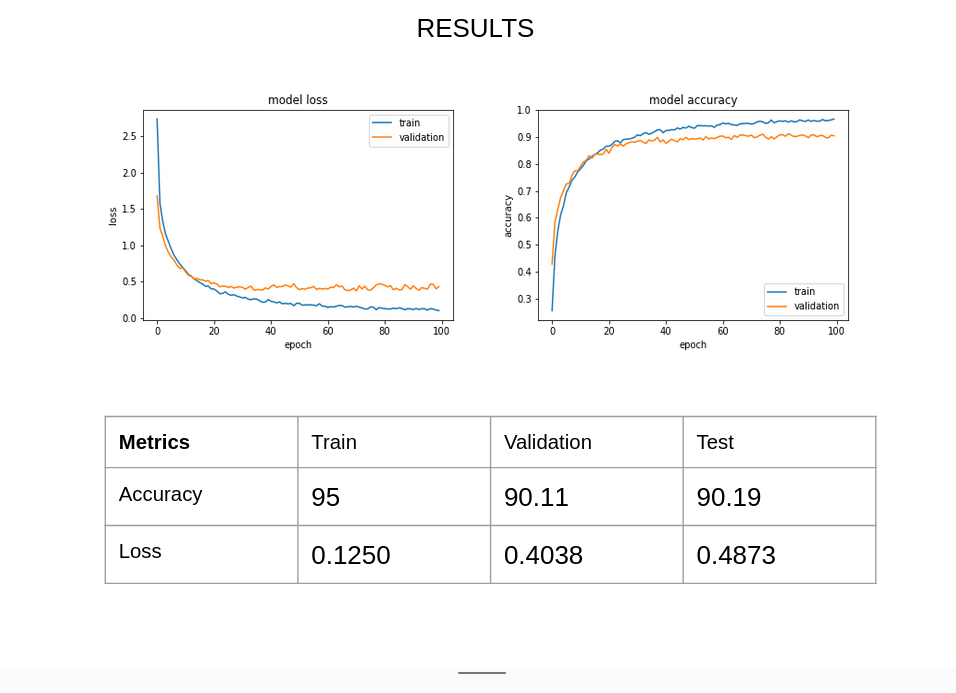 RESULTS
model loss
train
validation
2.5
2.0
1.5
1.0
0.5
0.0
loss
0 20 40 60 80 100
epoch
model accuracy
1.0
0.9
0.8
0.7
0.6
0.5
0.4
0.3
accuracy
train
validation
0 20 40 60 80 100
epoch
Metrics Train Validation Test
Accuracy 95 90.11 90.19
Loss 0.1250 0.4038 0.4873